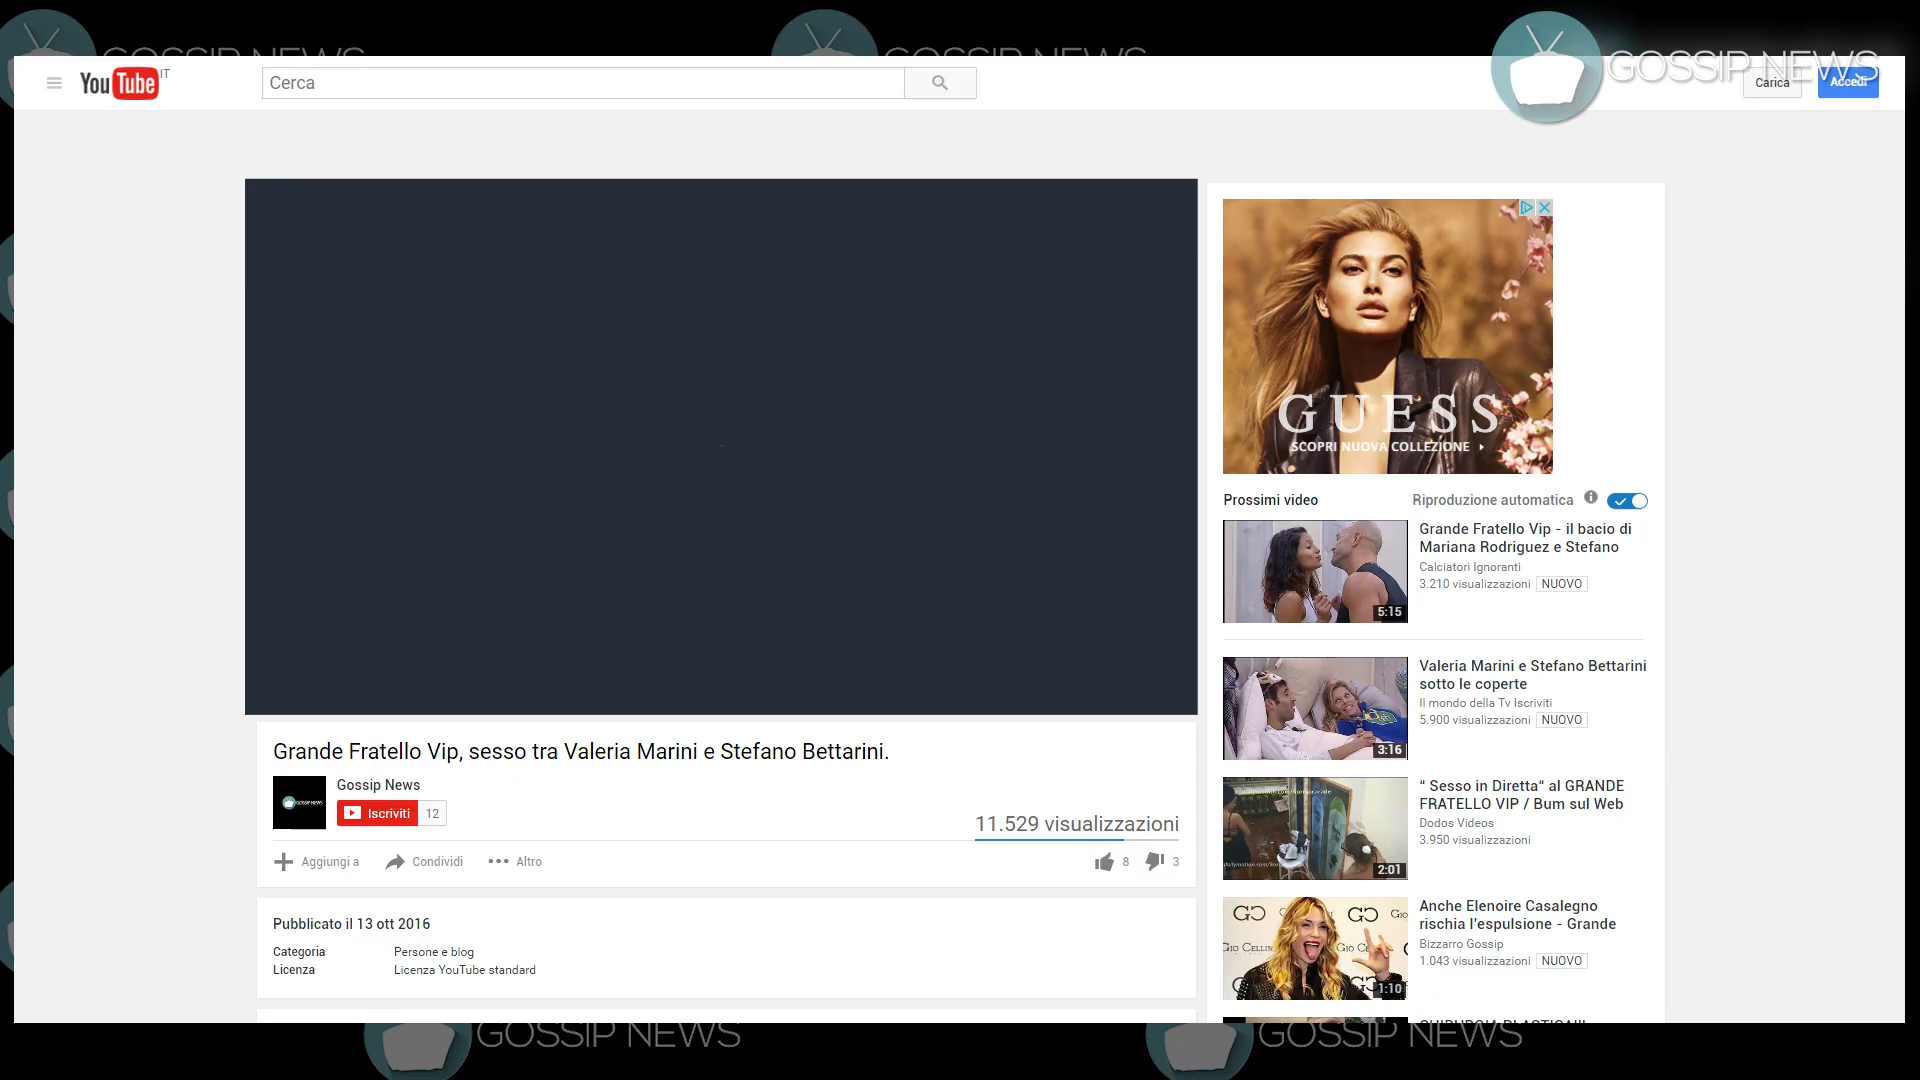 GOSSIP NEWS
GOSSIP NEWS
GOSSIP NEWS
YouTube IT
Cerca
Carica
Accedi
GUESS
SCOPRI NUOVA COLLEZIONE
Prossimi video
Riproduzione automatica
Grande Fratello Vip - il bacio di
Mariana Rodriguez e Stefano
Calciatori Ignoranti
3.210 visualizzazioni NUOVO
5:15
Valeria Marini e Stefano Bettarini
sotto le coperte
Il mondo della Tv Iscriviti
5.900 visualizzazioni NUOVO
3:16
“ Sesso in Diretta“ al GRANDE
FRATELLO VIP / Bum sul Web
Dodos Videos
3.950 visualizzazioni
2:01
Anche Elenoire Casalegno
rischia l'espulsione - Grande
Bizzarro Gossip
1.043 visualizzazioni NUOVO
1:10
Grande Fratello Vip, sesso tra Valeria Marini e Stefano Bettarini.
Gossip News
GOSSIP NEWS
Iscriviti 12
11.529 visualizzazioni
Aggiungi a
Condividi
Altro
8
3
Pubblicato il 13 ott 2016
Categoria Persone e blog
Licenza Licenza YouTube standard
GOSSIP NEWS
GOSSIP NEWS